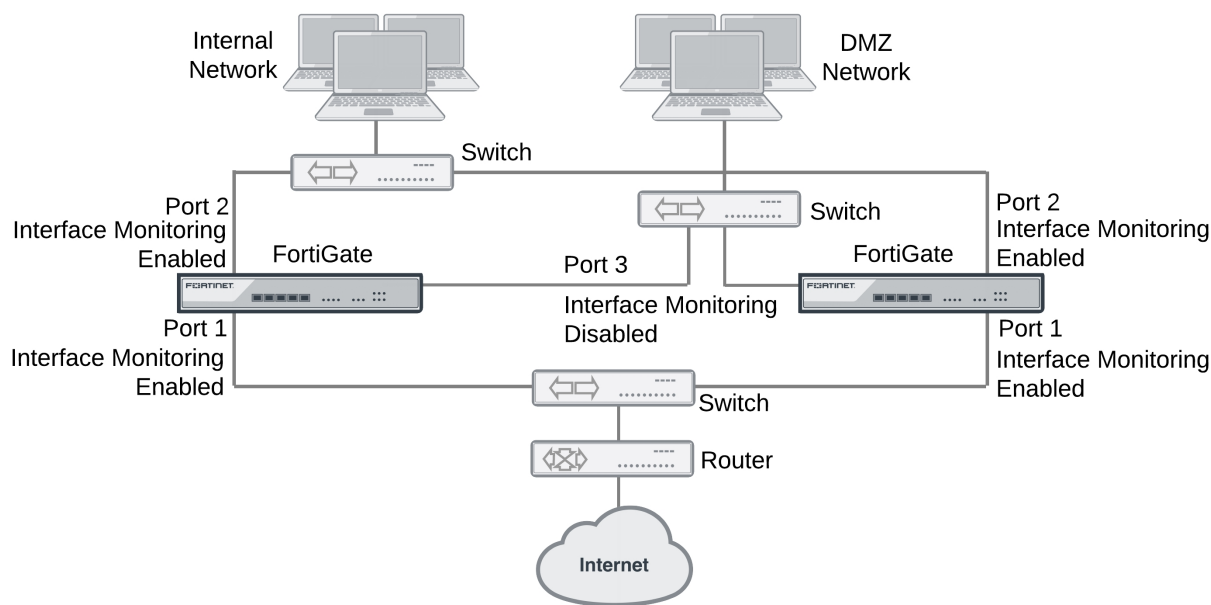 Internal
Network
DMZ
Network
Switch
Port 2
Interface Monitoring
Enabled
Switch
Port 2
Interface Monitoring
Enabled
FortiGate
Port 3
Interface Monitoring
Disabled
FortiGate
FORTINET
FORTINET
Port 1
Interface Monitoring
Enabled
Port 1
Interface Monitoring
Enabled
Switch
Router
Internet